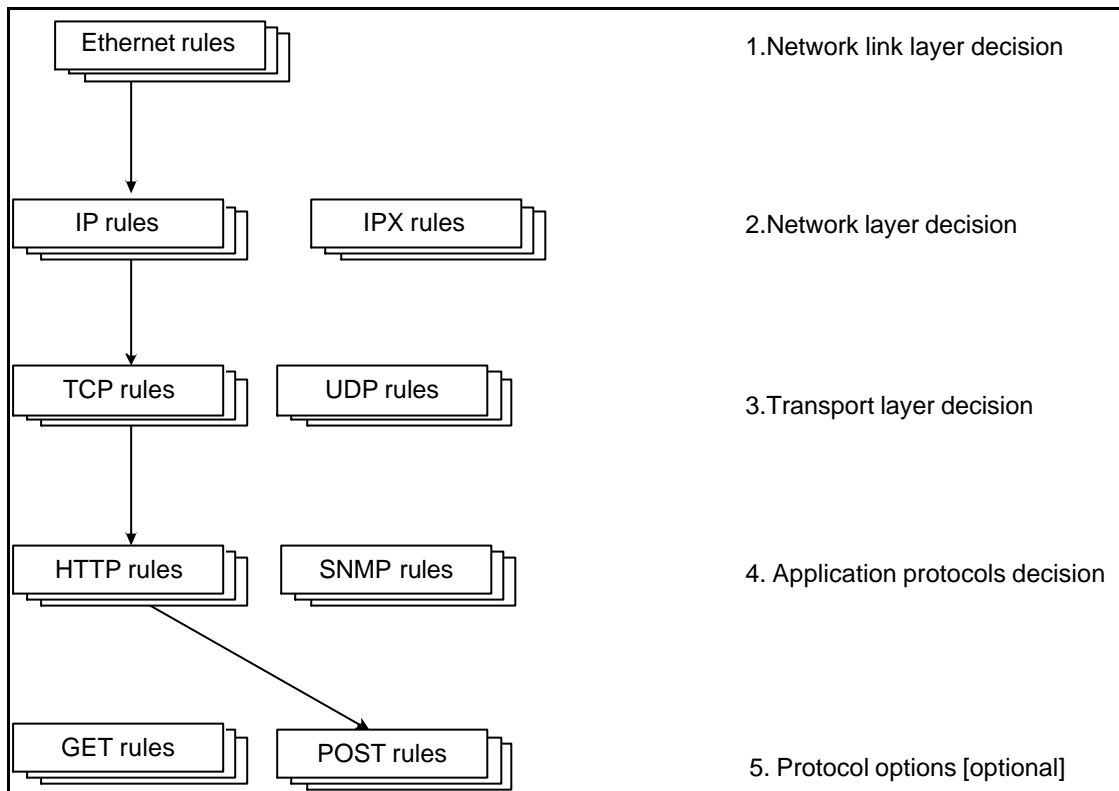 Ethernet rules
1.Network link layer decision
IP rules
IPX rules
2.Network layer decision
TCP rules
UDP rules
3.Transport layer decision
HTTP rules
SNMP rules
4. Application protocols decision
GET rules
POST rules
5. Protocol options [optional]